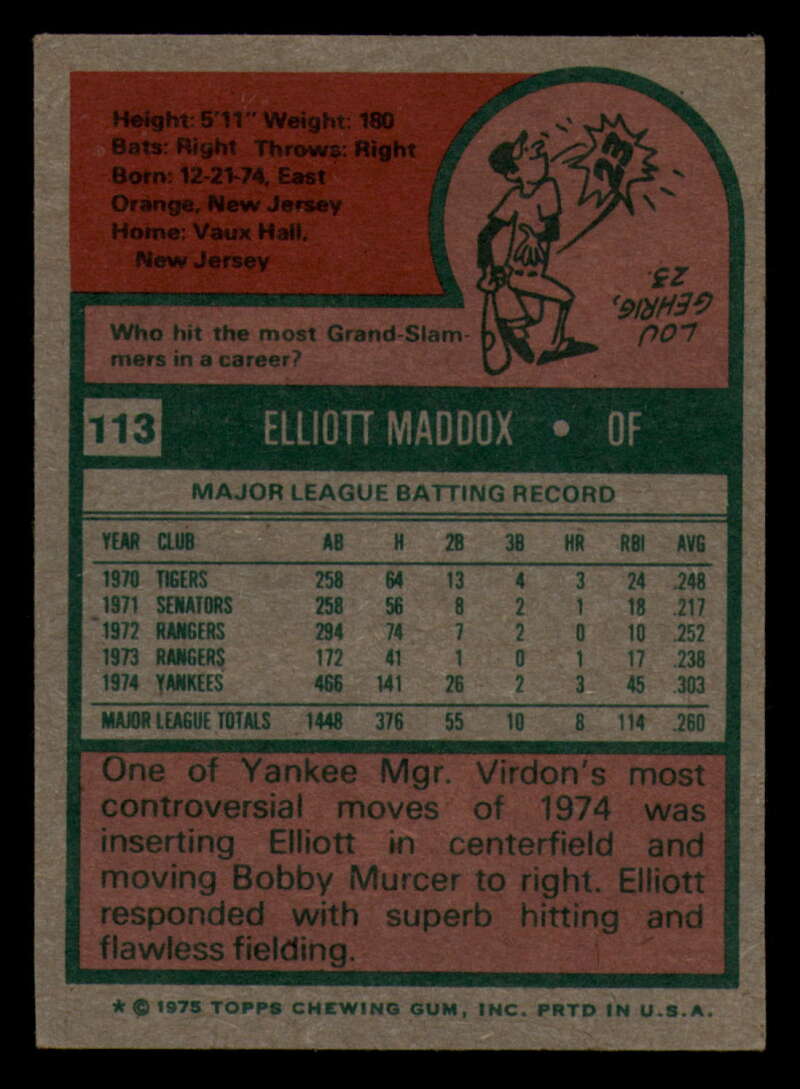 Height: 5'11" Weight: 180
Bats: Right Throws: Right
Born: 12-21-74, East
Orange, New Jersey
Home: Vaux Hall,
New Jersey
23
LOU
GEHRIG,
23.
Who hit the most Grand-Slam-
mers in a career?
113 ELLIOTT MADDOX • OF
MAJOR LEAGUE BATTING RECORD
YEAR CLUB AB H 2B 3B HR RBI AVG
1970 TIGERS 258 64 13 4 3 24 .248
1971 SENATORS 258 56 8 2 1 18 .217
1972 RANGERS 294 74 7 2 0 10 .252
1973 RANGERS 172 41 1 0 1 17 .238
1974 YANKEES 466 141 26 2 3 45 .303
MAJOR LEAGUE TOTALS 1448 376 55 10 8 114 .260
One of Yankee Mgr. Virdon's most
controversial moves of 1974 was
inserting Elliott in centerfield and
moving Bobby Murcer to right. Elliott
responded with superb hitting and
flawless fielding.
* © 1975 TOPPS CHEWING GUM, INC. PRTD IN U.S.A.